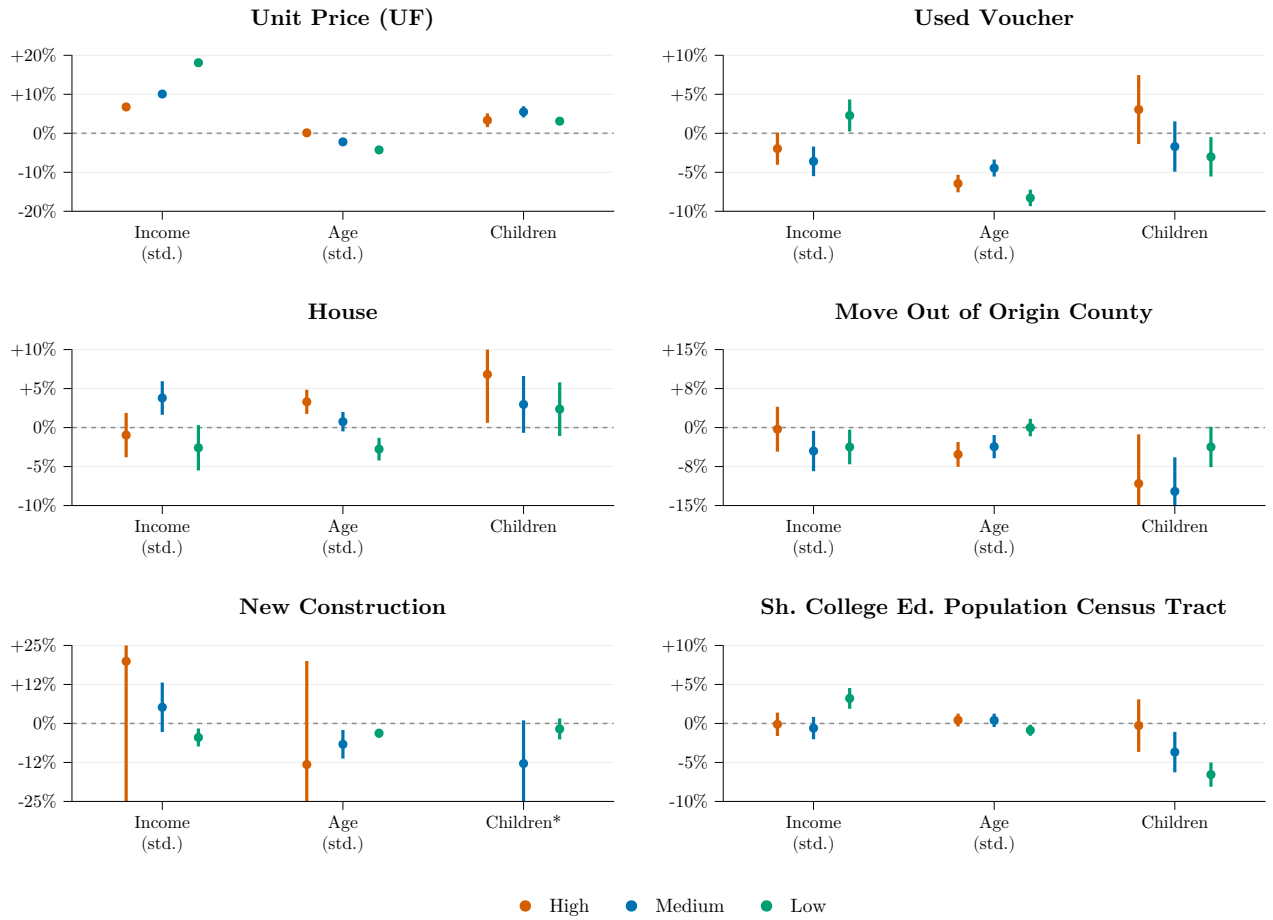 Unit Price (UF)
+20%
+10%
0%
-10%
-20%
Income
(std.)
Age
(std.)
Children
Used Voucher
+10%
+5%
0%
-5%
-10%
Income
(std.)
Age
(std.)
Children
House
+10%
+5%
0%
-5%
-10%
Income
(std.)
Age
(std.)
Children
Move Out of Origin County
+15%
+8%
0%
-8%
-15%
Income
(std.)
Age
(std.)
Children
New Construction
+25%
+12%
0%
-12%
-25%
Income
(std.)
Age
(std.)
Children*
Sh. College Ed. Population Census Tract
+10%
+5%
0%
-5%
-10%
Income
(std.)
Age
(std.)
Children
High Medium Low